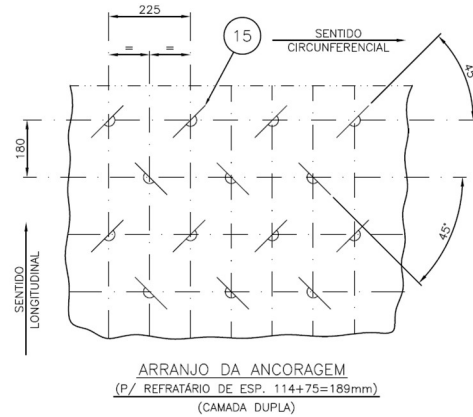 225
=
=
15
SENTIDO
CIRCUNFERENCIAL
45°
180
45°
SENTIDO
LONGITUDINAL
ARRANJO DA ANCORAGEM
(P/ REFRATÁRIO DE ESP. 114+75=189mm)
(CAMADA DUPLA)